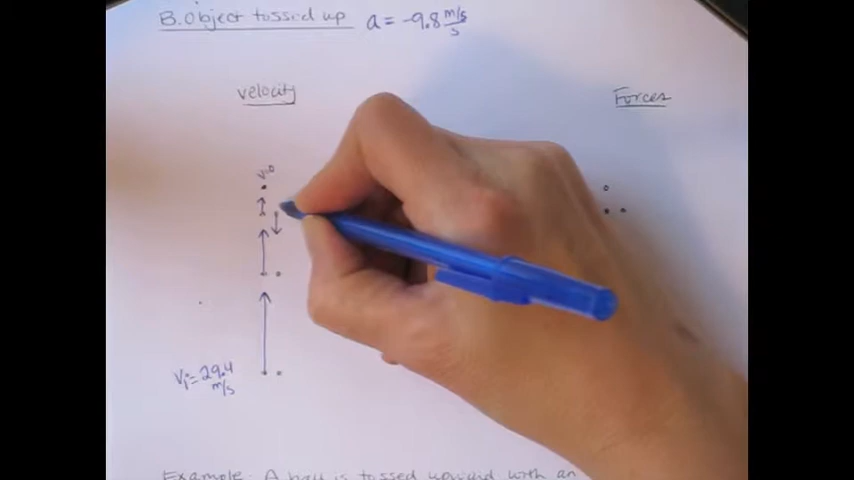 B. Object tossed up a = -9.8 m/s/s
Velocity
Forces
v=0
Vi = 29.4 m/s
Example: A ball is tossed upward with an